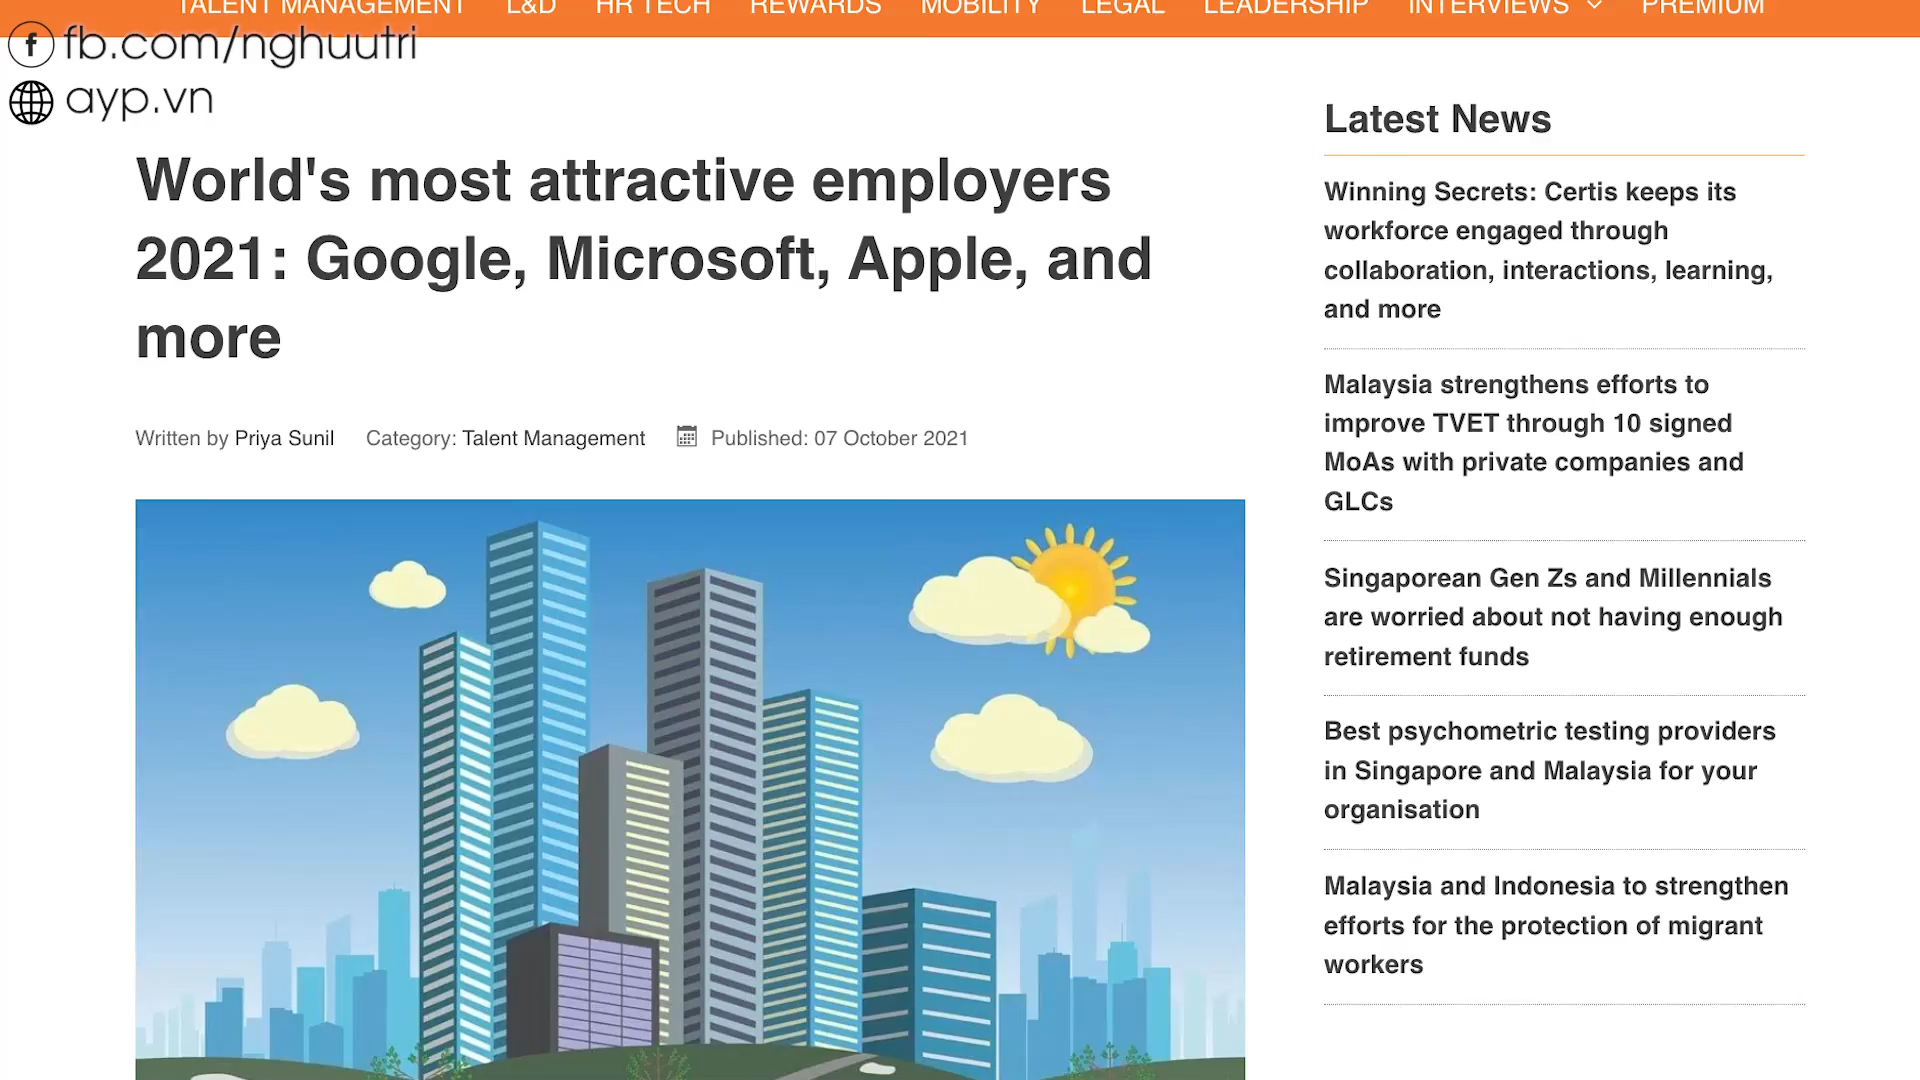 TALENT MANAGEMENT L&D HR TECH REWARDS MOBILITY LEGAL LEADERSHIP INTERVIEWS PREMIUM
fb.com/nghuutri
ayp.vn
World's most attractive employers
2021: Google, Microsoft, Apple, and
more
Written by Priya Sunil Category: Talent Management Published: 07 October 2021
Latest News
Winning Secrets: Certis keeps its
workforce engaged through
collaboration, interactions, learning,
and more
Malaysia strengthens efforts to
improve TVET through 10 signed
MoAs with private companies and
GLCs
Singaporean Gen Zs and Millennials
are worried about not having enough
retirement funds
Best psychometric testing providers
in Singapore and Malaysia for your
organisation
Malaysia and Indonesia to strengthen
efforts for the protection of migrant
workers